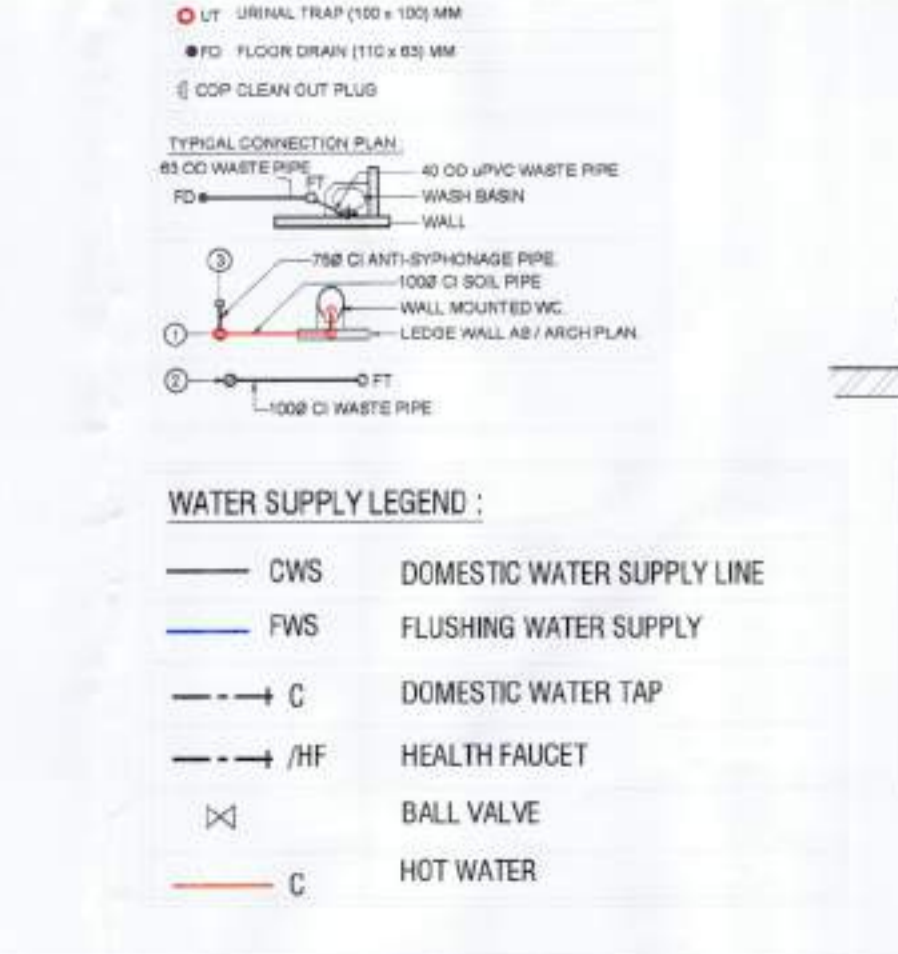 UT URINAL TRAP (100 x 100) MM
FD FLOOR DRAIN (110 x 63) MM
COP CLEAN OUT PLUG
TYPICAL CONNECTION PLAN :
63 OD WASTE PIPE
FT
40 OD uPVC WASTE PIPE
FD
WASH BASIN
WALL
3
75Ø CI ANTI-SYPHONAGE PIPE.
100Ø CI SOIL PIPE
WALL MOUNTED WC.
1
LEDGE WALL AS / ARCH PLAN.
2
FT
100Ø CI WASTE PIPE
WATER SUPPLY LEGEND :
CWS DOMESTIC WATER SUPPLY LINE
FWS FLUSHING WATER SUPPLY
C DOMESTIC WATER TAP
/HF HEALTH FAUCET
BALL VALVE
C HOT WATER